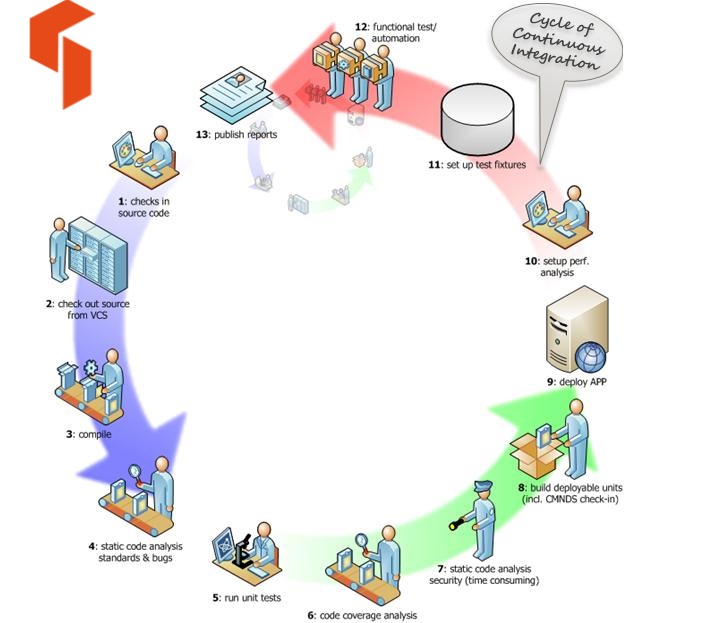 Cycle of
Continuous
Integration
1: checks in
source code
2: check out source
from VCS
3: compile
4: static code analysis
standards & bugs
5: run unit tests
6: code coverage analysis
7: static code analysis
security (time consuming)
8: build deployable units
(incl. CMNDS check-in)
9: deploy APP
10: setup perf.
analysis
11: set up test fixtures
12: functional test/
automation
13: publish reports